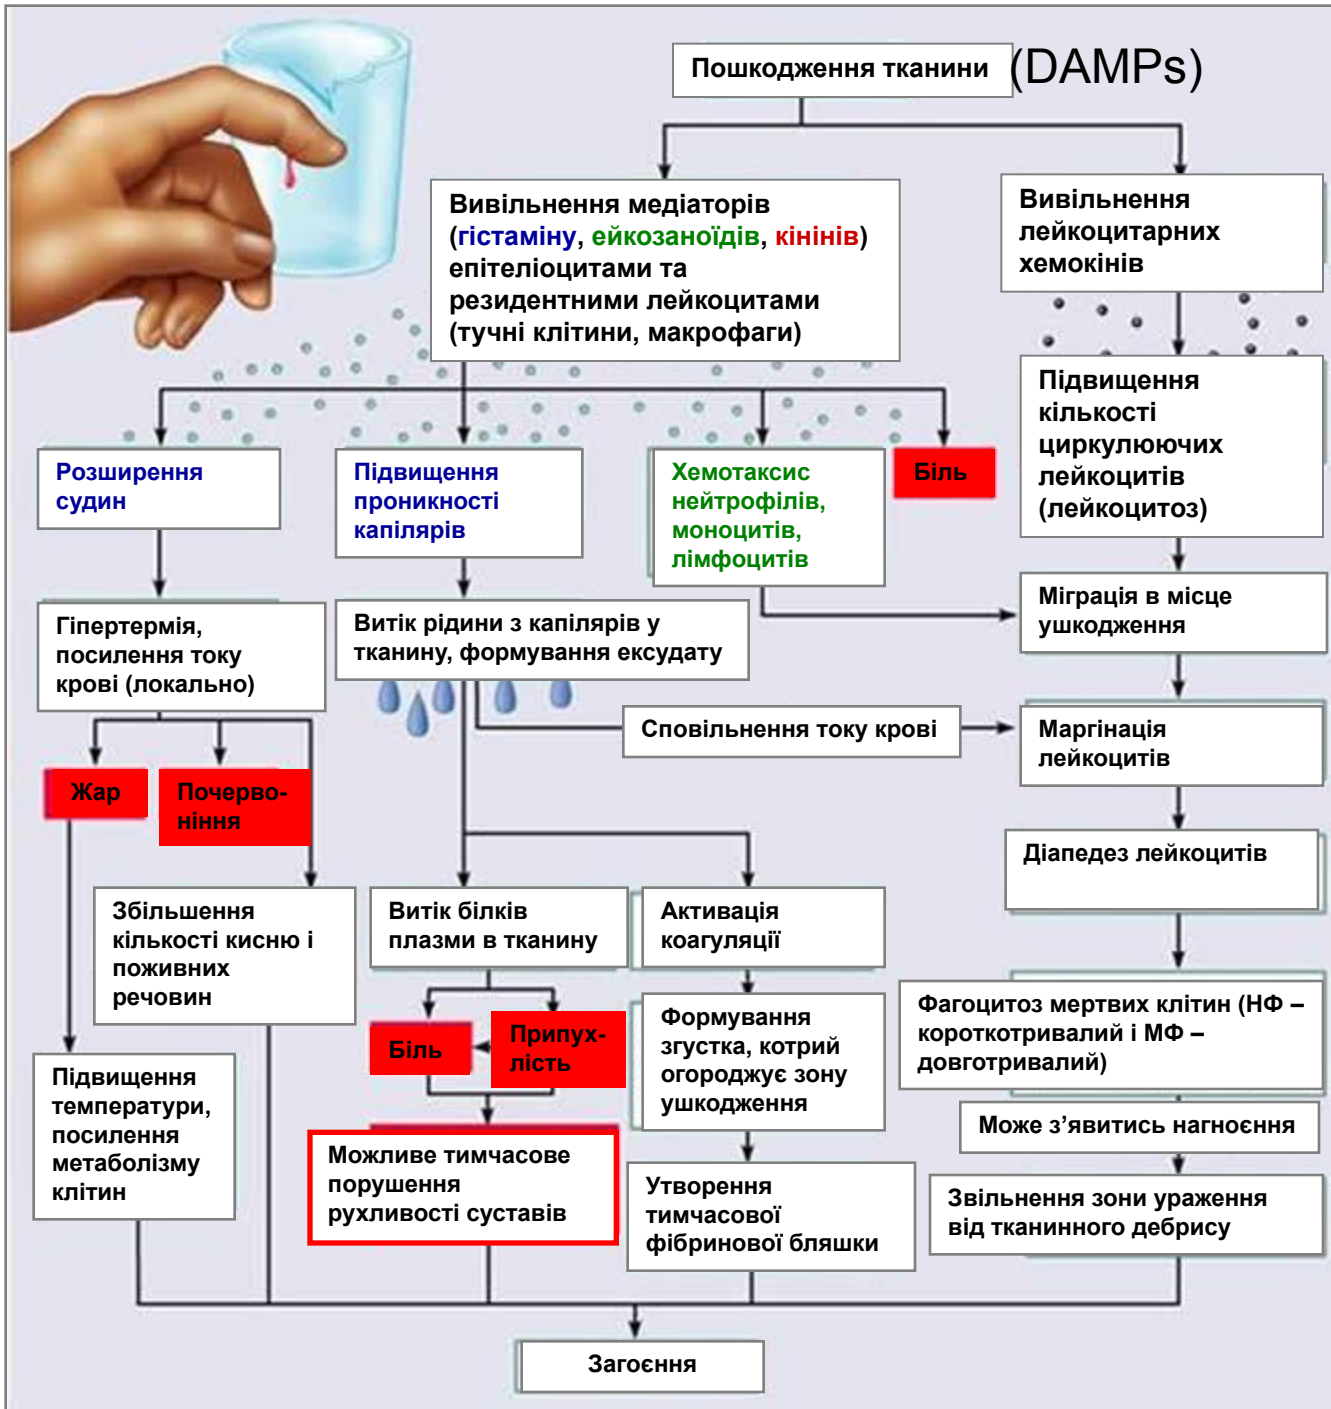 Пошкодження тканини (DAMPs)
Вивільнення медіаторів
(гістаміну, ейкозаноїдів, кінінів)
епітеліоцитами та
резидентними лейкоцитами
(тучні клітини, макрофаги)
Вивільнення
лейкоцитарних
хемокінів
Підвищення
кількості
циркулюючих
лейкоцитів
(лейкоцитоз)
Розширення
судин
Підвищення
проникності
капілярів
Хемотаксис
нейтрофілів,
моноцитів,
лімфоцитів
Біль
Гіпертермія,
посилення току
крові (локально)
Витік рідини з капілярів у
тканину, формування ексудату
Міграція в місце
ушкодження
Сповільнення току крові
Маргінація
лейкоцитів
Жар
Почерво-
ніння
Діапедез лейкоцитів
Збільшення
кількості кисню і
поживних
речовин
Витік білків
плазми в тканину
Активація
коагуляції
Фагоцитоз мертвих клітин (НФ –
короткотривалий і МФ –
довготривалий)
Біль
Припух-
лість
Формування
згустка, котрий
огороджує зону
ушкодження
Підвищення
температури,
посилення
метаболізму
клітин
Може з’явитись нагноєння
Можливе тимчасове
порушення
рухливості суставів
Утворення
тимчасової
фібринової бляшки
Звільнення зони ураження
від тканинного дебрису
Загоєння